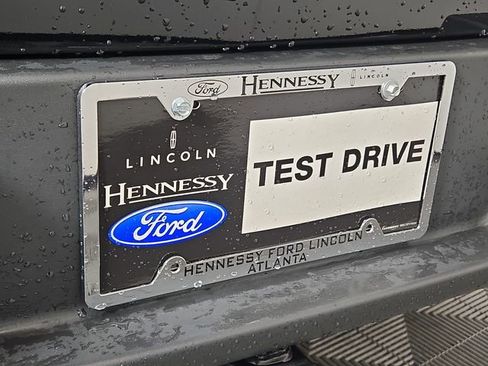 Ford HENNESSY LINCOLN
LINCOLN
HENNESSY
Ford
TEST DRIVE
HENNESSY FORD LINCOLN
ATLANTA